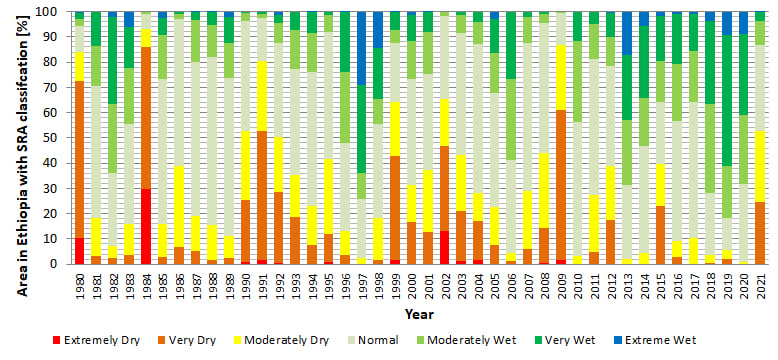 Area in Ethiopia with SRA classifcation [%]
100
90
80
70
60
50
40
30
20
10
0
1980 1981 1982 1983 1984 1985 1986 1987 1988 1989 1990 1991 1992 1993 1994 1995 1996 1997 1998 1999 2000 2001 2002 2003 2004 2005 2006 2007 2008 2009 2010 2011 2012 2013 2014 2015 2016 2017 2018 2019 2020 2021
Year
Extremely Dry Very Dry Moderately Dry Normal Moderately Wet Very Wet Extreme Wet